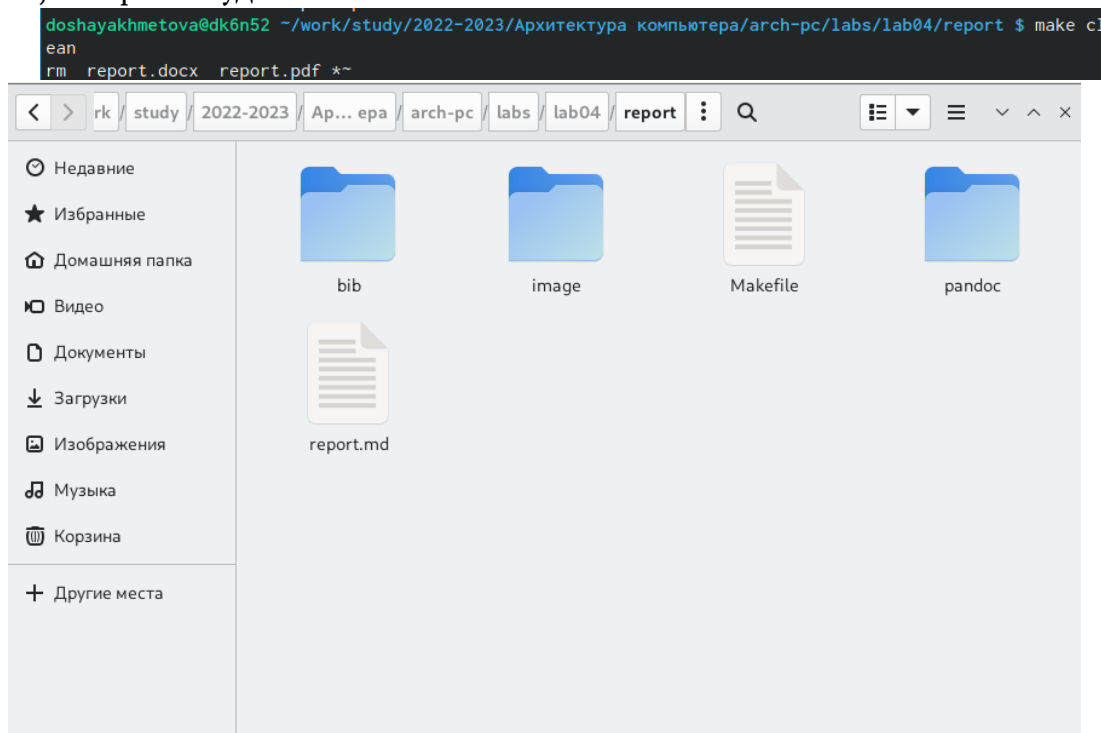 doshayakhmetova@dk6n52 ~/work/study/2022-2023/Архитектура компьютера/arch-pc/labs/lab04/report $ make cl
ean
rm report.docx report.pdf *~
rk / study / 2022-2023 / Ар... ера / arch-pc / labs / lab04 / report
Недавние
Избранные
Домашняя папка
Видео
Документы
Загрузки
Изображения
Музыка
Корзина
Другие места
bib image Makefile pandoc
report.md